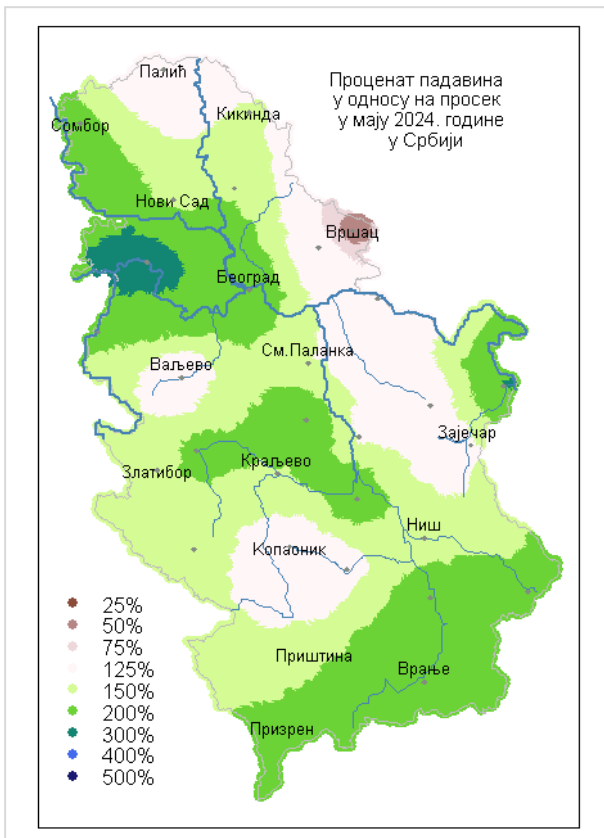 Проценат падавина
у односу на просек
у мају 2024. године
у Србији
Палић
Кикинда
Сомбор
Нови Сад
Вршац
Београд
См.Паланка
Ваљево
Зајечар
Краљево
Златибор
Ниш
Копаоник
Приштина
Врање
Призрен
25%
50%
75%
125%
150%
200%
300%
400%
500%